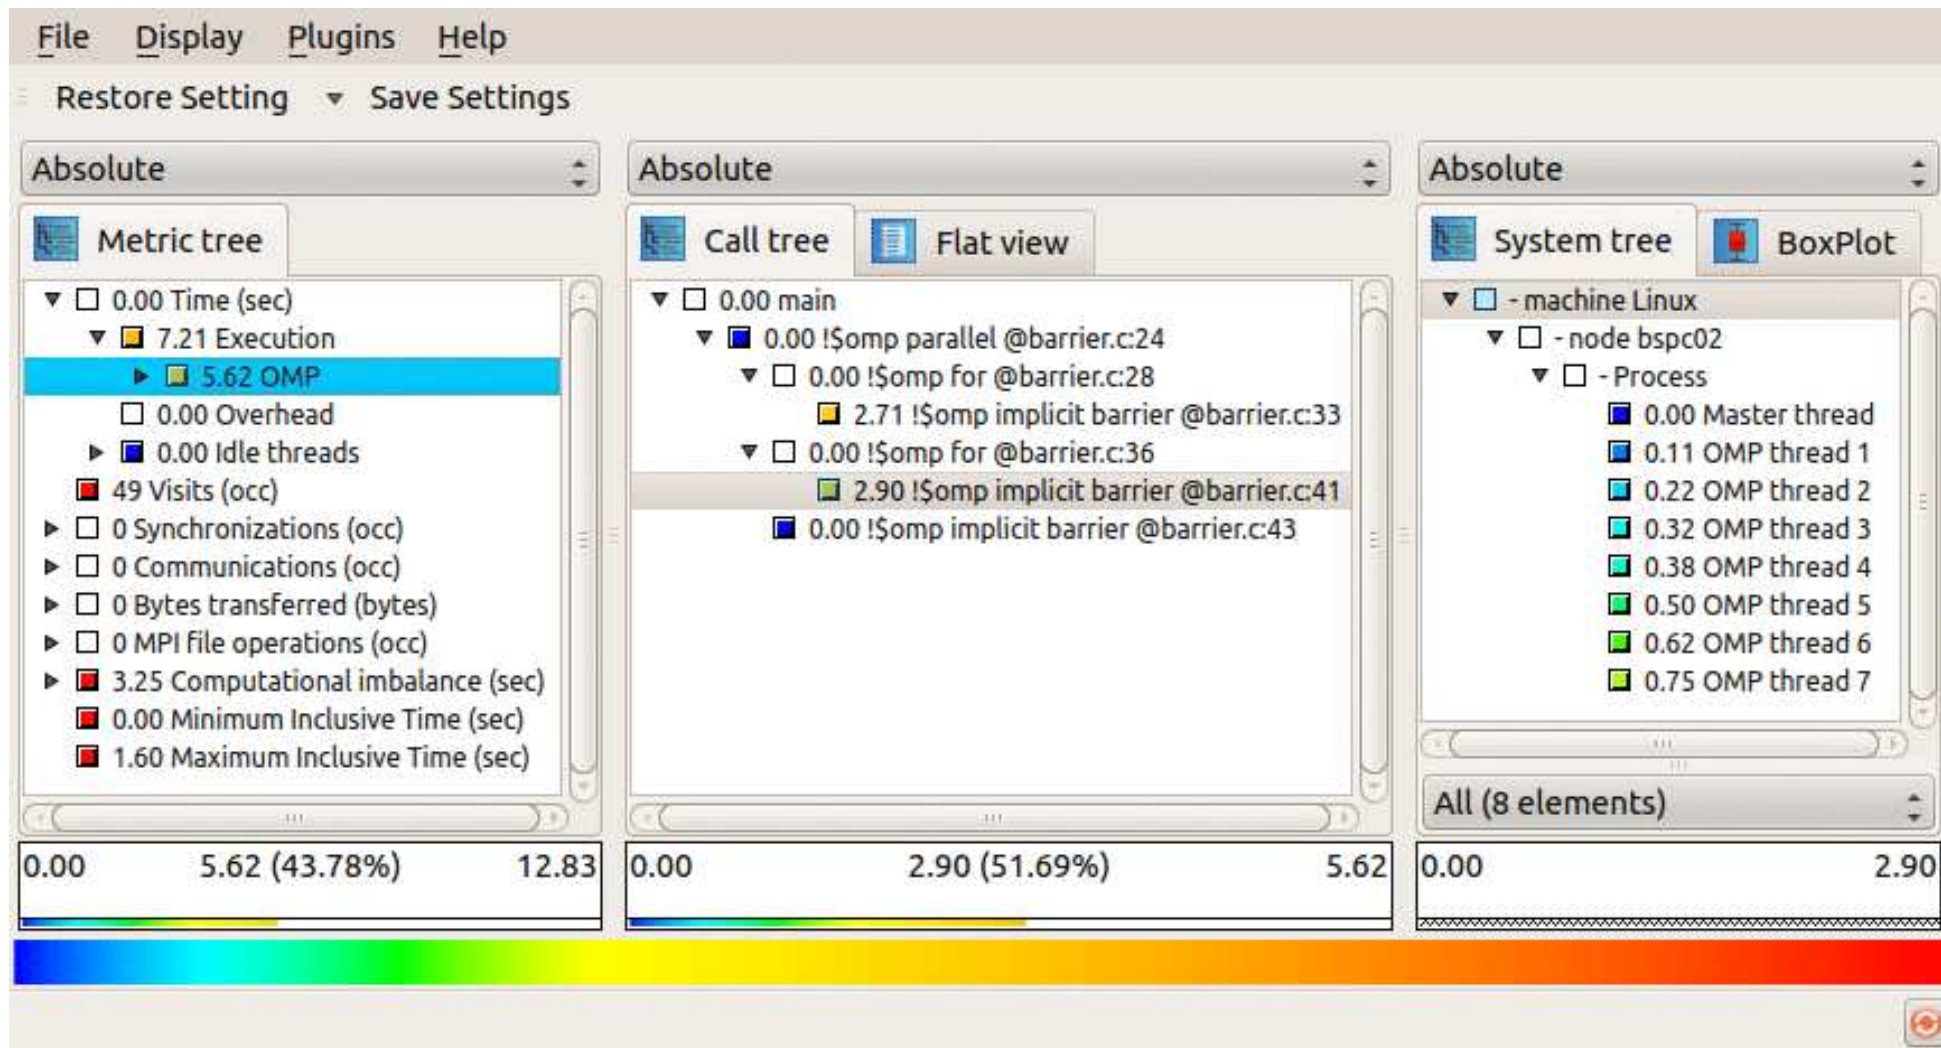 File Display Plugins Help
Restore Setting Save Settings
Absolute
Metric tree
0.00 Time (sec)
7.21 Execution
5.62 OMP
0.00 Overhead
0.00 Idle threads
49 Visits (occ)
0 Synchronizations (occ)
0 Communications (occ)
0 Bytes transferred (bytes)
0 MPI file operations (occ)
3.25 Computational imbalance (sec)
0.00 Minimum Inclusive Time (sec)
1.60 Maximum Inclusive Time (sec)
0.00 5.62 (43.78%) 12.83
Absolute
Call tree Flat view
0.00 main
0.00 !$omp parallel @barrier.c:24
0.00 !$omp for @barrier.c:28
2.71 !$omp implicit barrier @barrier.c:33
0.00 !$omp for @barrier.c:36
2.90 !$omp implicit barrier @barrier.c:41
0.00 !$omp implicit barrier @barrier.c:43
0.00 2.90 (51.69%) 5.62
Absolute
System tree BoxPlot
- machine Linux
- node bspc02
- Process
0.00 Master thread
0.11 OMP thread 1
0.22 OMP thread 2
0.32 OMP thread 3
0.38 OMP thread 4
0.50 OMP thread 5
0.62 OMP thread 6
0.75 OMP thread 7
All (8 elements)
0.00 2.90